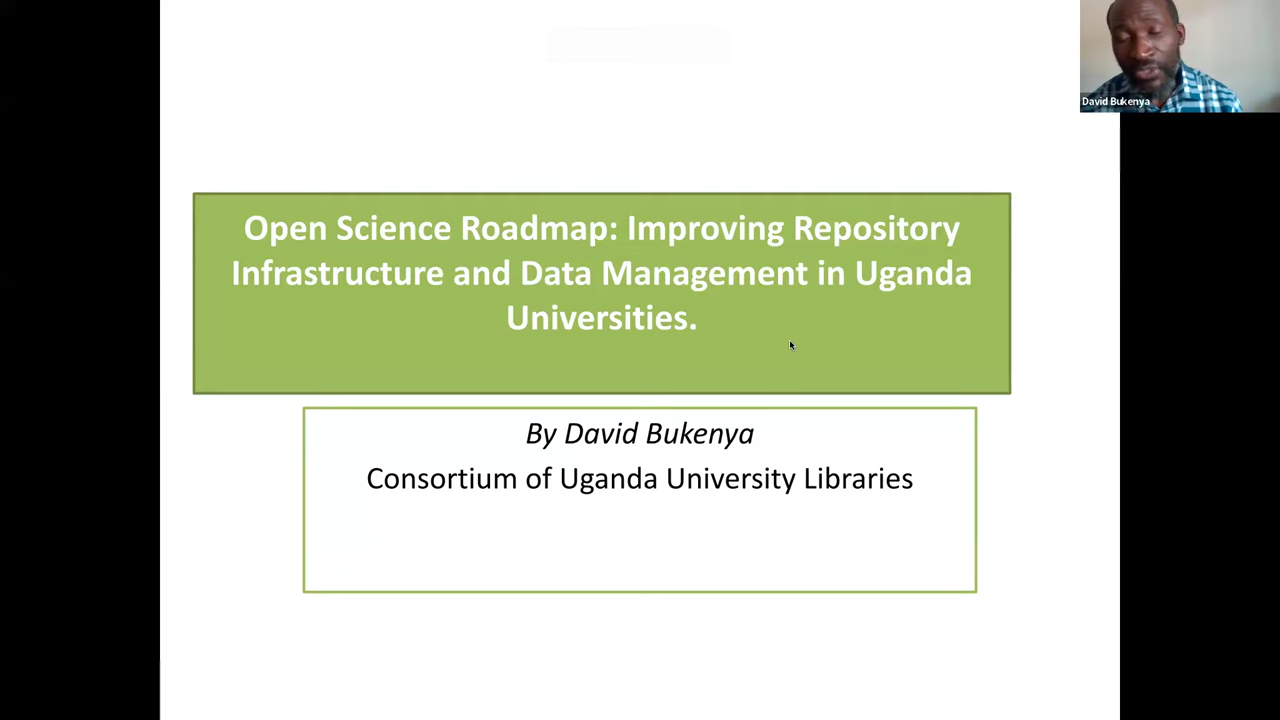 David Bukenya
Open Science Roadmap: Improving Repository
Infrastructure and Data Management in Uganda
Universities.
By David Bukenya
Consortium of Uganda University Libraries